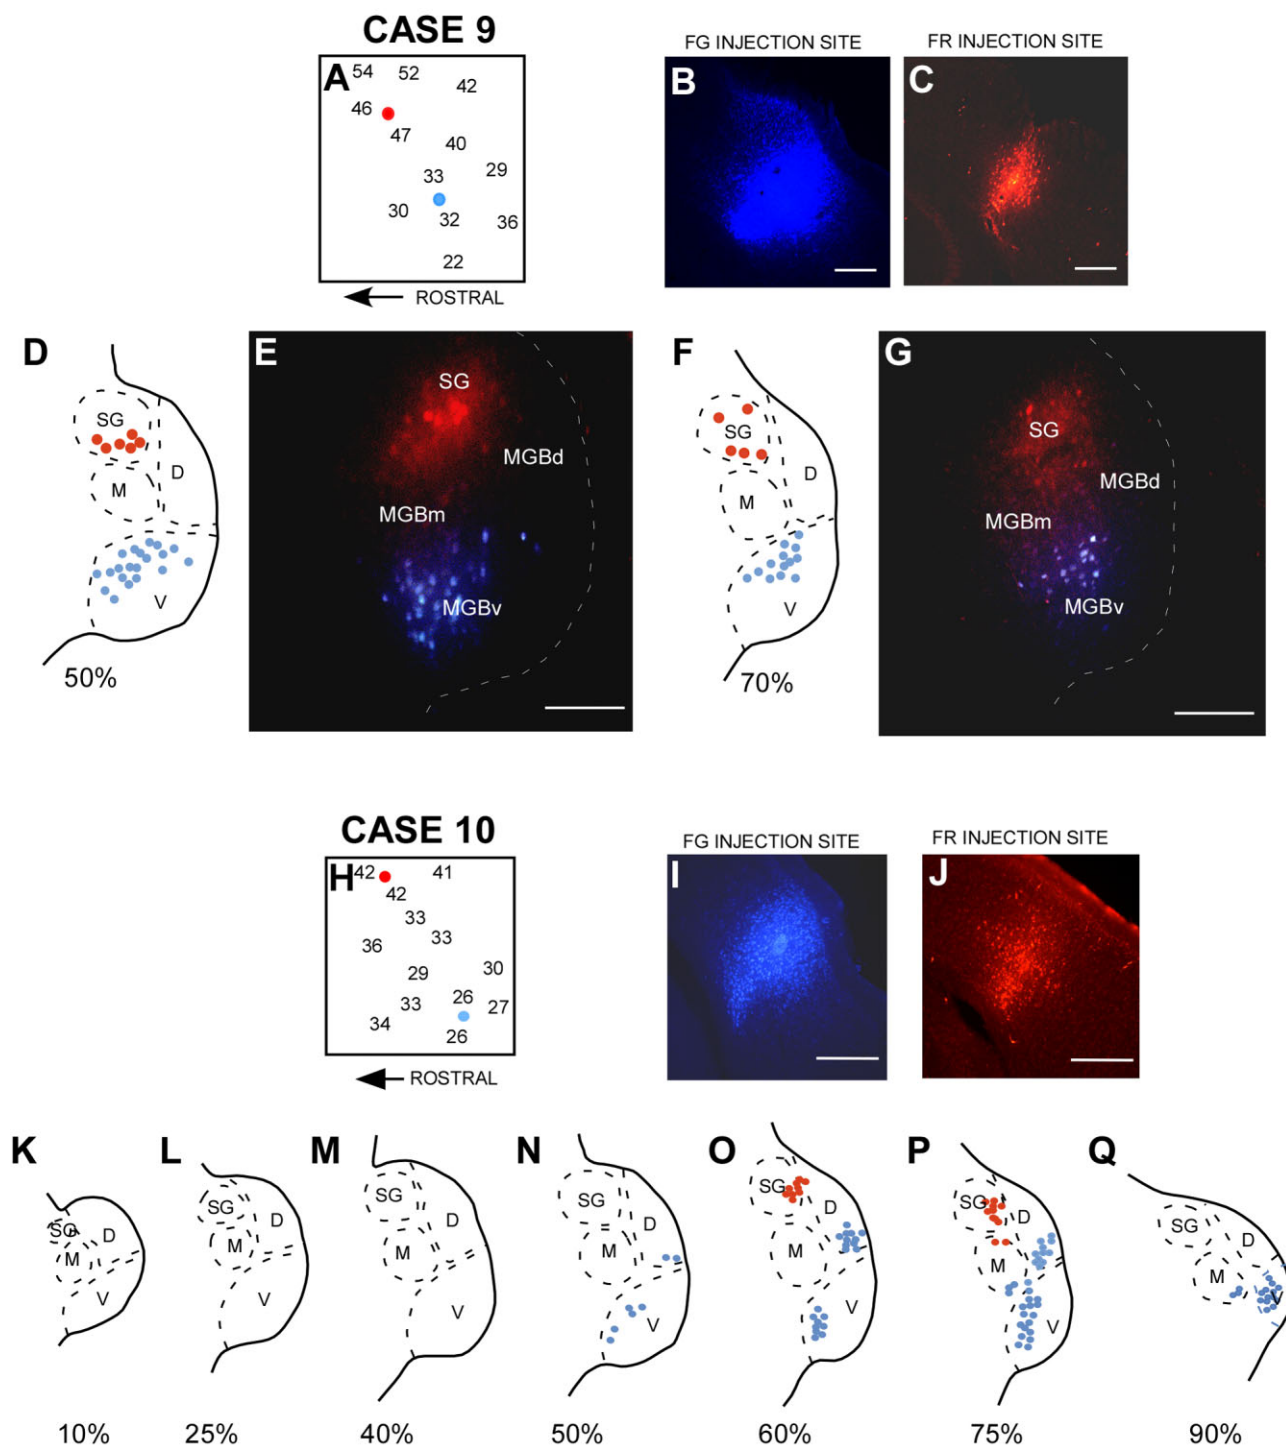 CASE 9
FG INJECTION SITE
FR INJECTION SITE
A
54
52
42
46
47
40
33
29
30
32
36
22
ROSTRAL
B
C
D
SG
D
M
V
50%
E
SG
MGBd
MGBm
MGBv
F
SG
D
M
V
70%
G
SG
MGBd
MGBm
MGBv
CASE 10
FG INJECTION SITE
FR INJECTION SITE
H
42
41
42
33
33
36
29
30
33
26
27
34
26
ROSTRAL
I
J
K
SG
D
M
V
10%
L
SG
D
M
V
25%
M
SG
D
M
V
40%
N
SG
D
M
V
50%
O
SG
D
M
V
60%
P
SG
D
M
V
75%
Q
SG
D
M
V
90%